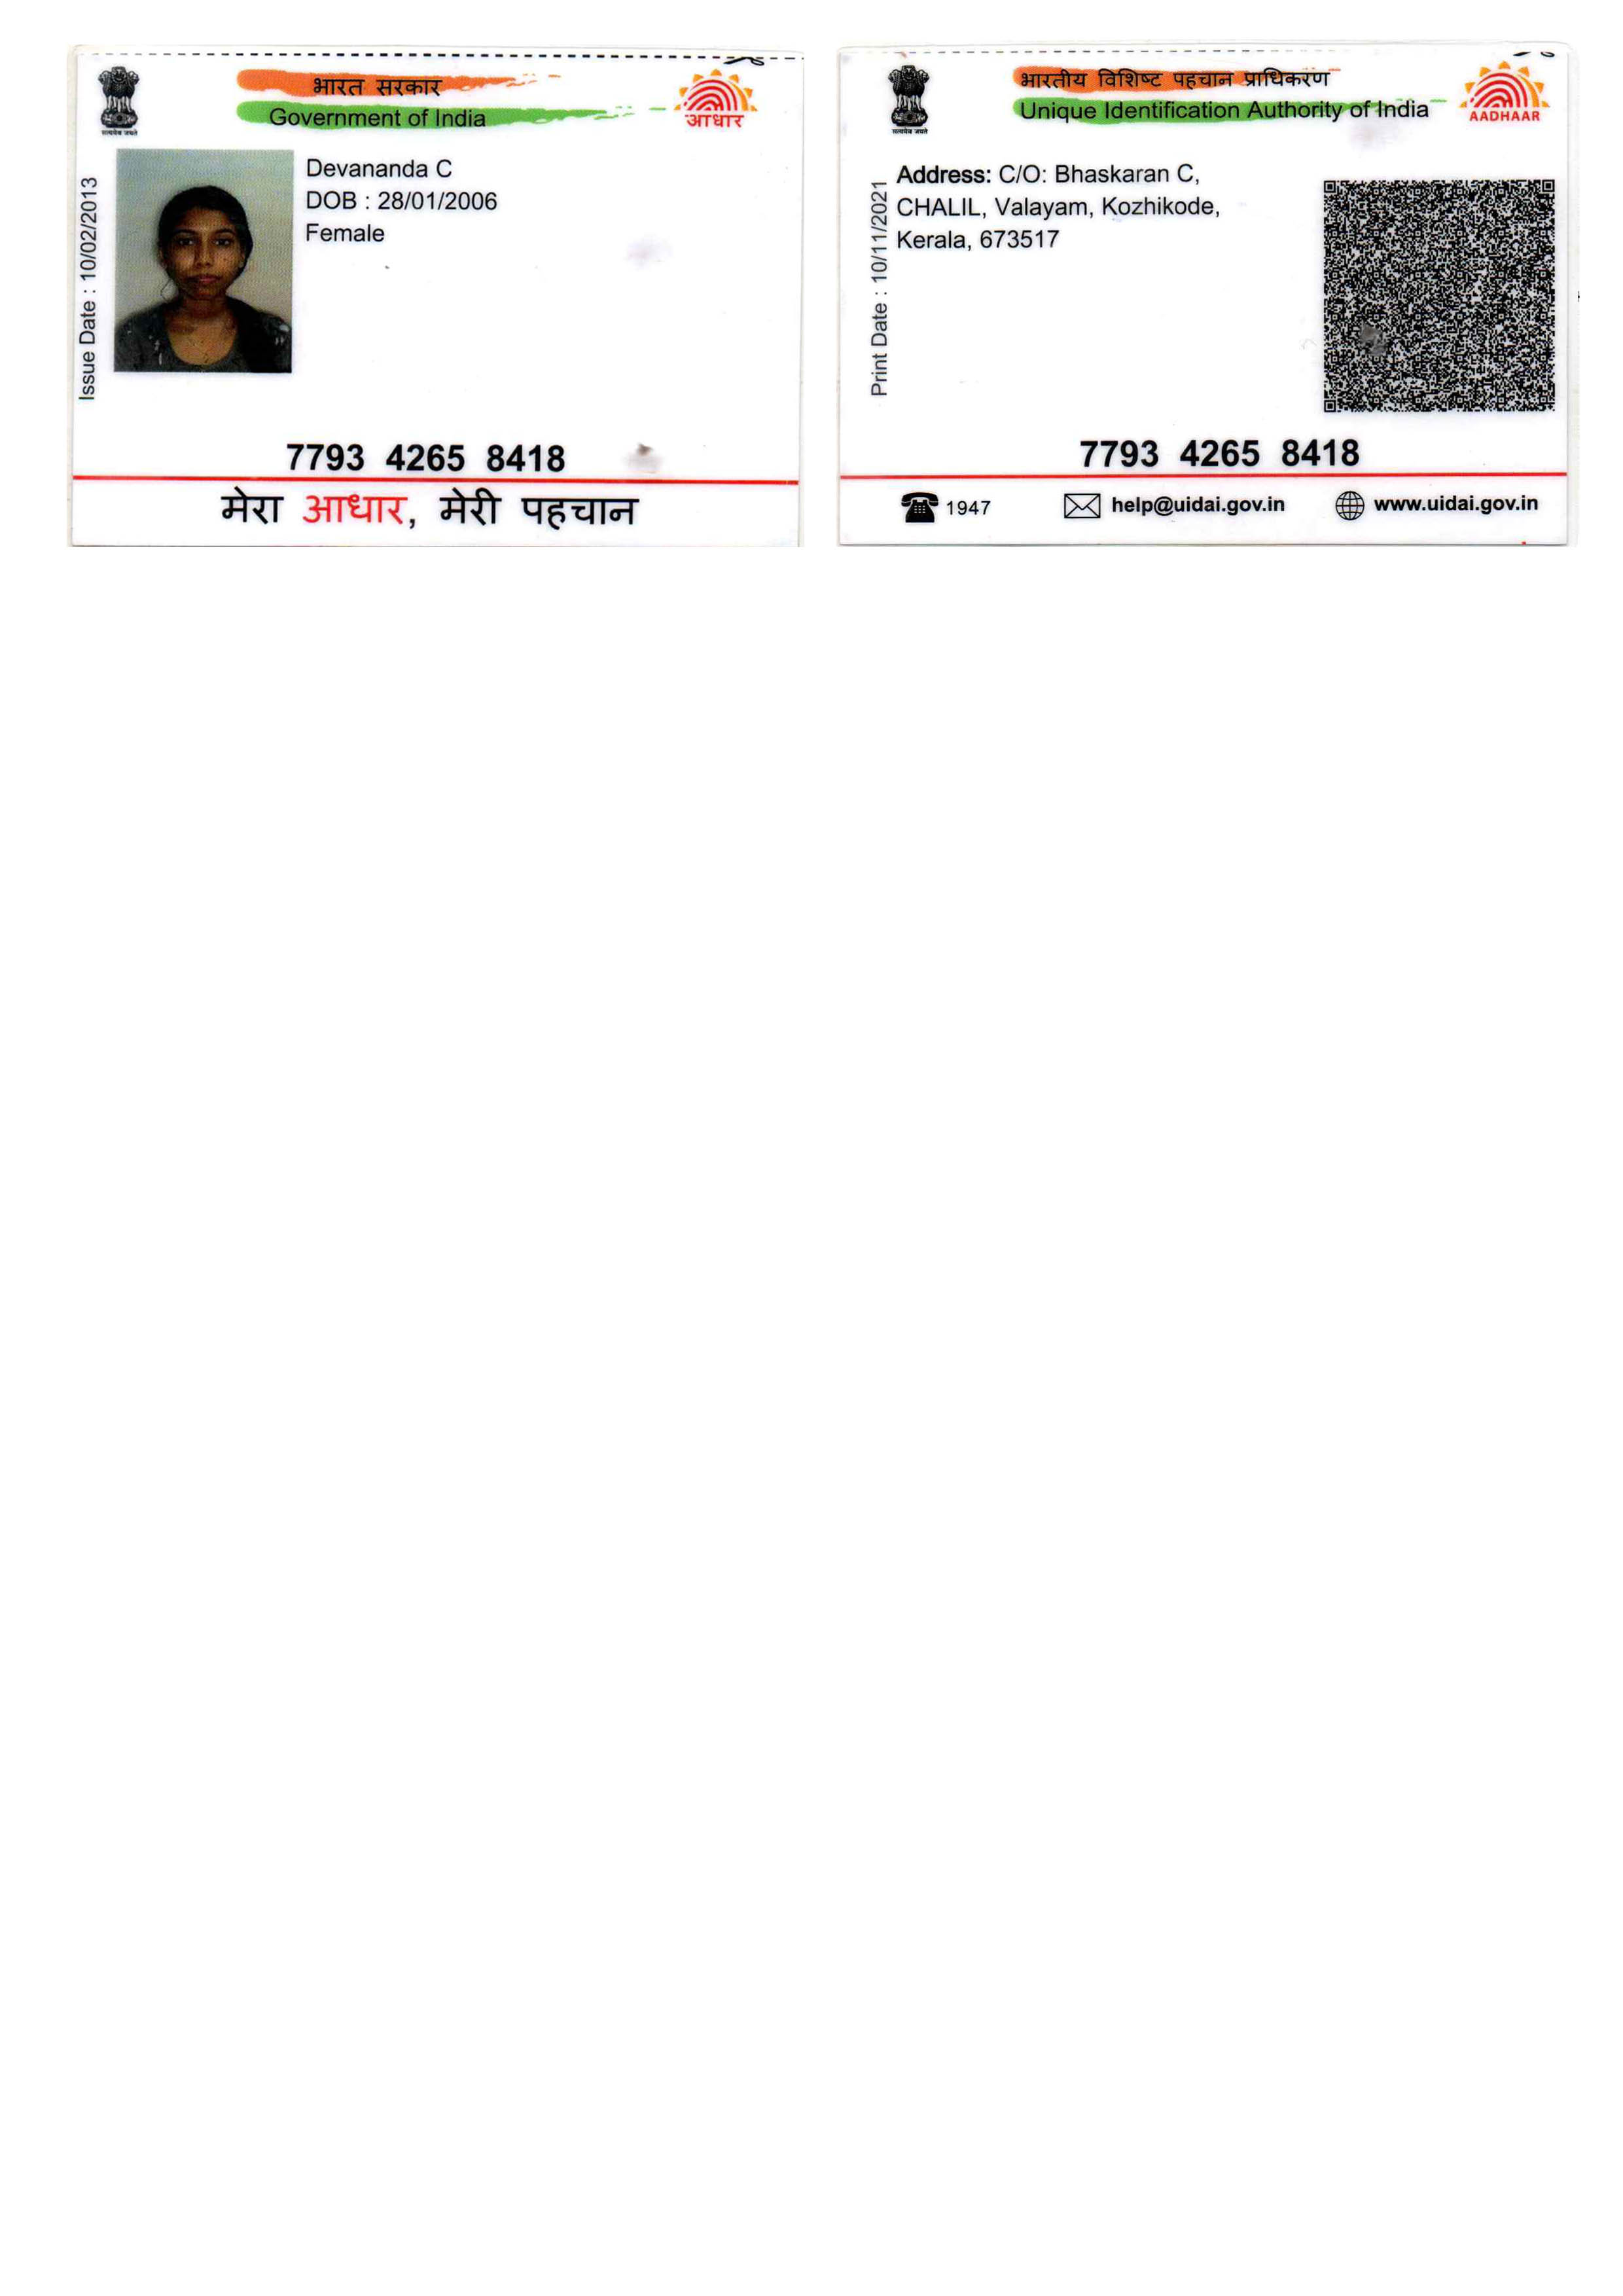 भारत सरकार
Government of India
आधार
सत्यमेव जयते
Issue Date : 10/02/2013
Devananda C
DOB : 28/01/2006
Female
7793 4265 8418
मेरा आधार, मेरी पहचान
भारतीय विशिष्ट पहचान प्राधिकरण
Unique Identification Authority of India
AADHAAR
सत्यमेव जयते
Print Date : 10/11/2021
Address: C/O: Bhaskaran C,
CHALIL, Valayam, Kozhikode,
Kerala, 673517
7793 4265 8418
1947
help@uidai.gov.in
www.uidai.gov.in